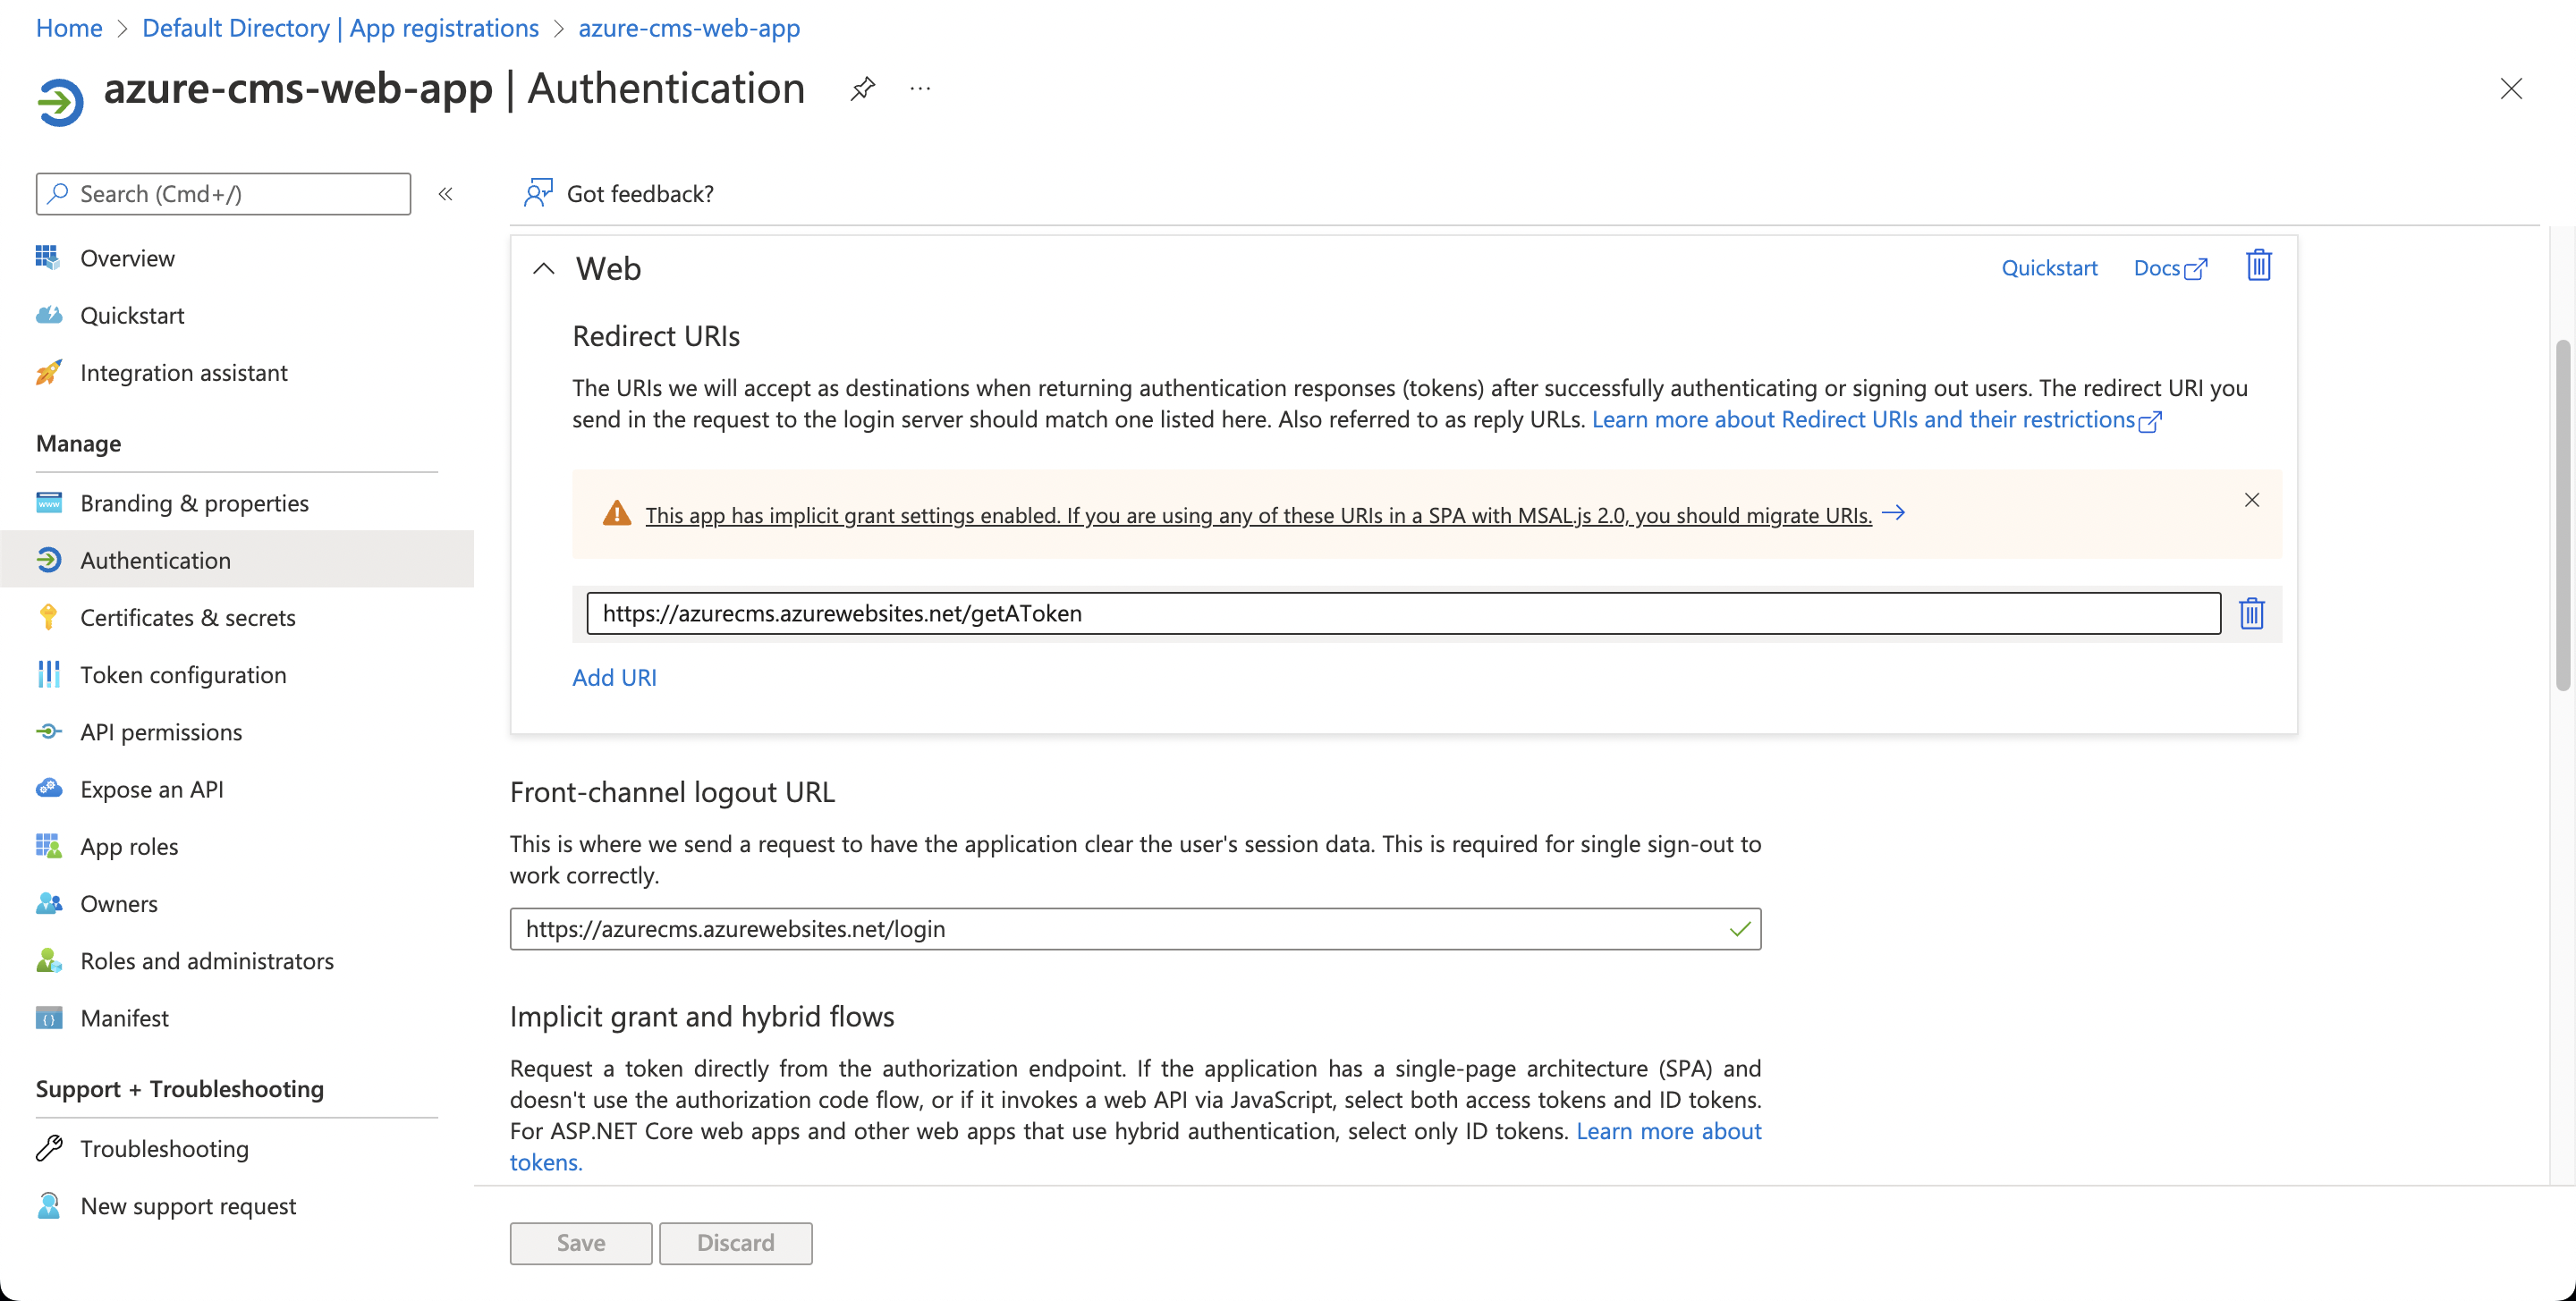 Home > Default Directory | App registrations > azure-cms-web-app
azure-cms-web-app | Authentication ...
Search (Cmd+/)
«
Overview
Quickstart
Integration assistant
Manage
Branding & properties
Authentication
Certificates & secrets
Token configuration
API permissions
Expose an API
App roles
Owners
Roles and administrators
Manifest
Support + Troubleshooting
Troubleshooting
New support request
Got feedback?
Web
Quickstart
Docs
Redirect URIs
The URIs we will accept as destinations when returning authentication responses (tokens) after successfully authenticating or signing out users. The redirect URI you
send in the request to the login server should match one listed here. Also referred to as reply URLs. Learn more about Redirect URIs and their restrictions
This app has implicit grant settings enabled. If you are using any of these URIs in a SPA with MSAL.js 2.0, you should migrate URIs. →
https://azurecms.azurewebsites.net/getAToken
Add URI
Front-channel logout URL
This is where we send a request to have the application clear the user's session data. This is required for single sign-out to
work correctly.
https://azurecms.azurewebsites.net/login
Implicit grant and hybrid flows
Request a token directly from the authorization endpoint. If the application has a single-page architecture (SPA) and
doesn't use the authorization code flow, or if it invokes a web API via JavaScript, select both access tokens and ID tokens.
For ASP.NET Core web apps and other web apps that use hybrid authentication, select only ID tokens. Learn more about
tokens.
Save
Discard